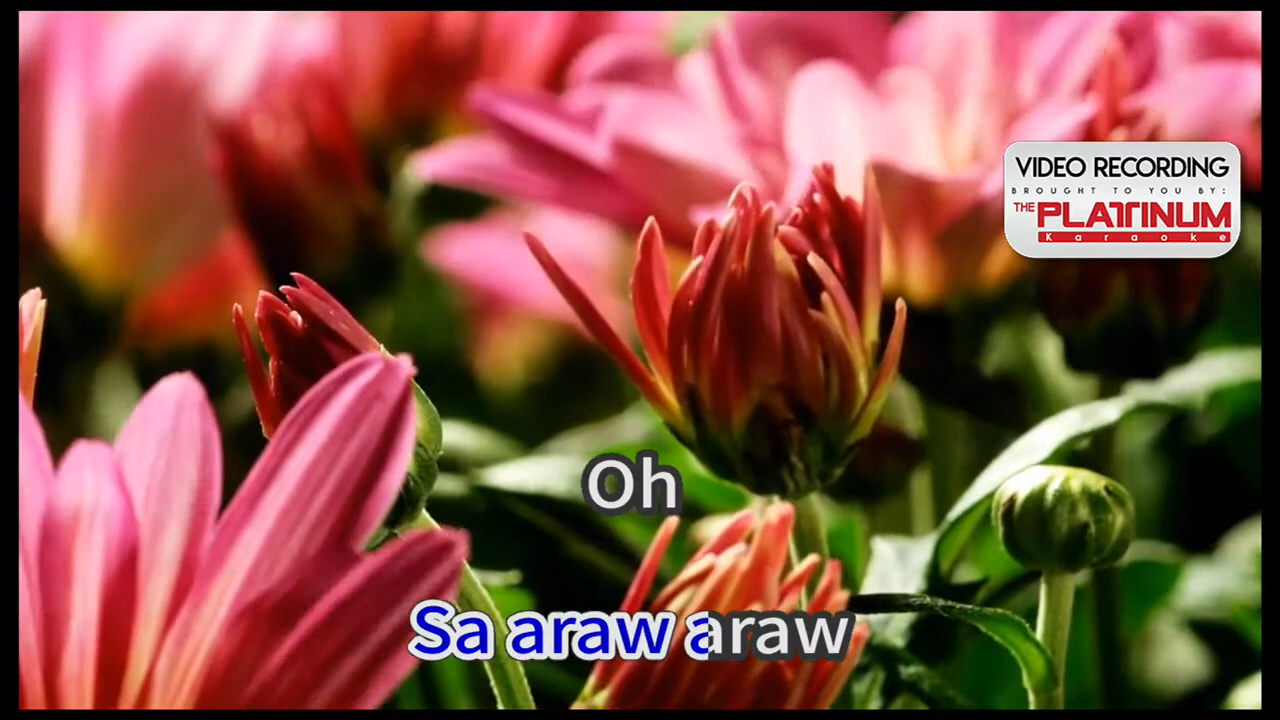 VIDEO RECORDING
BROUGHT TO YOU BY:
THE PLATINUM
Karaoke
Oh
Sa araw araw